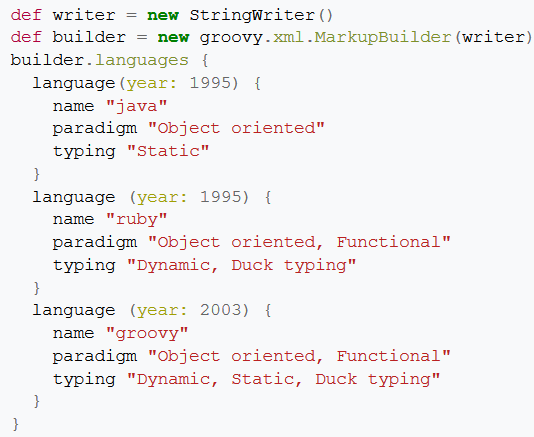 def writer = new StringWriter()
def builder = new groovy.xml.MarkupBuilder(writer)
builder.languages {
  language(year: 1995) {
    name "java"
    paradigm "Object oriented"
    typing "Static"
  }
  language (year: 1995) {
    name "ruby"
    paradigm "Object oriented, Functional"
    typing "Dynamic, Duck typing"
  }
  language (year: 2003) {
    name "groovy"
    paradigm "Object oriented, Functional"
    typing "Dynamic, Static, Duck typing"
  }
}